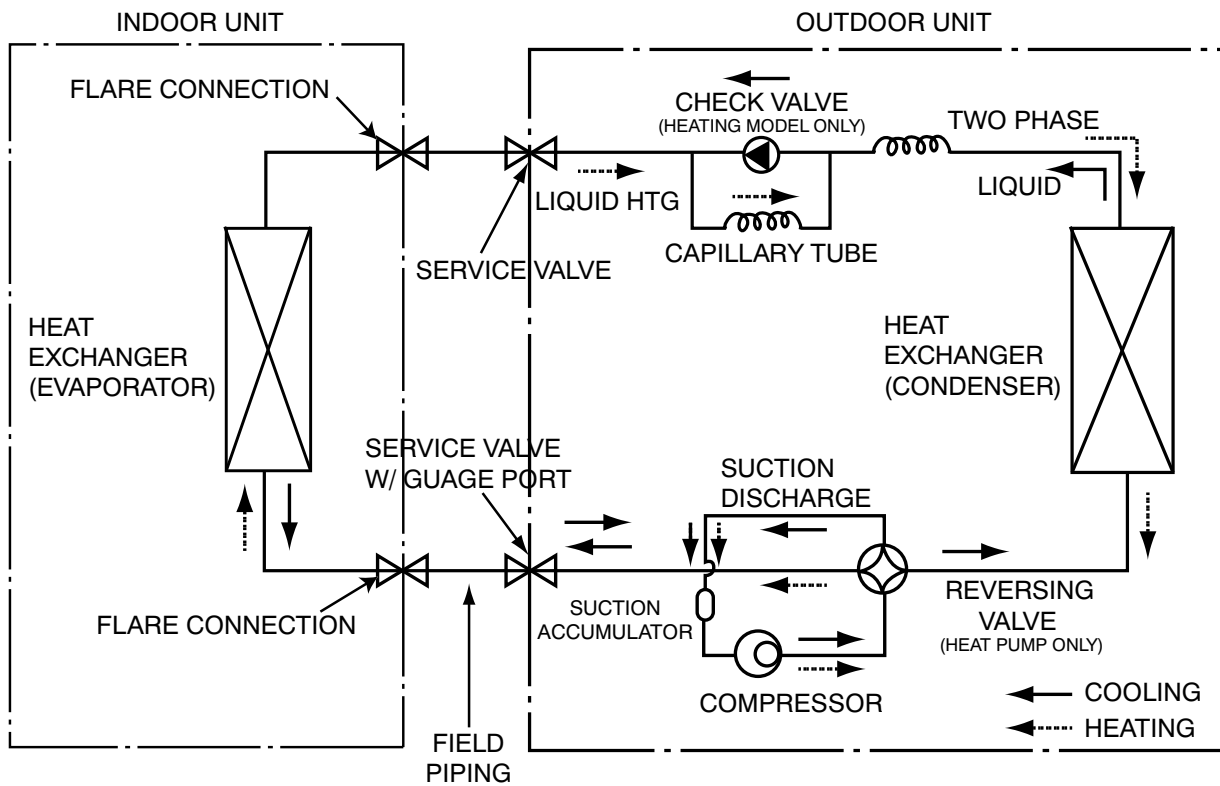 INDOOR UNIT
OUTDOOR UNIT
FLARE CONNECTION
CHECK VALVE
(HEATING MODEL ONLY)
TWO PHASE
LIQUID HTG
LIQUID
CAPILLARY TUBE
SERVICE VALVE
HEAT
EXCHANGER
(EVAPORATOR)
HEAT
EXCHANGER
(CONDENSER)
SERVICE VALVE
W/ GUAGE PORT
SUCTION
DISCHARGE
FLARE CONNECTION
SUCTION
ACCUMULATOR
REVERSING
VALVE
(HEAT PUMP ONLY)
COMPRESSOR
COOLING
HEATING
FIELD
PIPING